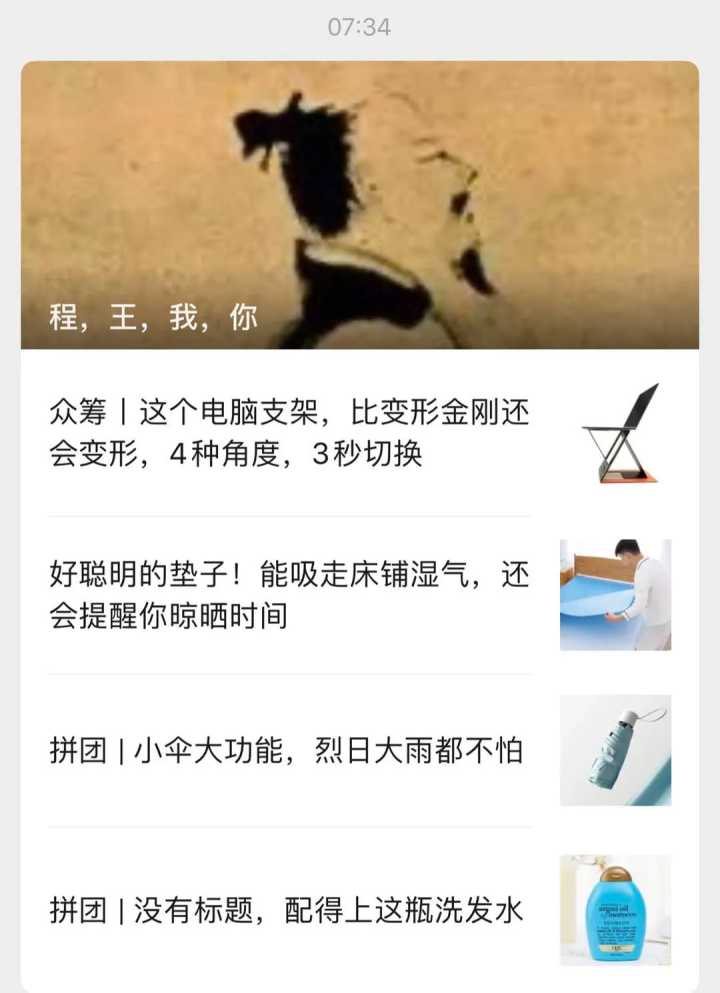 07:34
程，王，我，你
众筹丨这个电脑支架，比变形金刚还
会变形，4种角度，3秒切换
好聪明的垫子！能吸走床铺湿气，还
会提醒你晾晒时间
拼团 | 小伞大功能，烈日大雨都不怕
拼团 | 没有标题，配得上这瓶洗发水
argan oil
of morocco